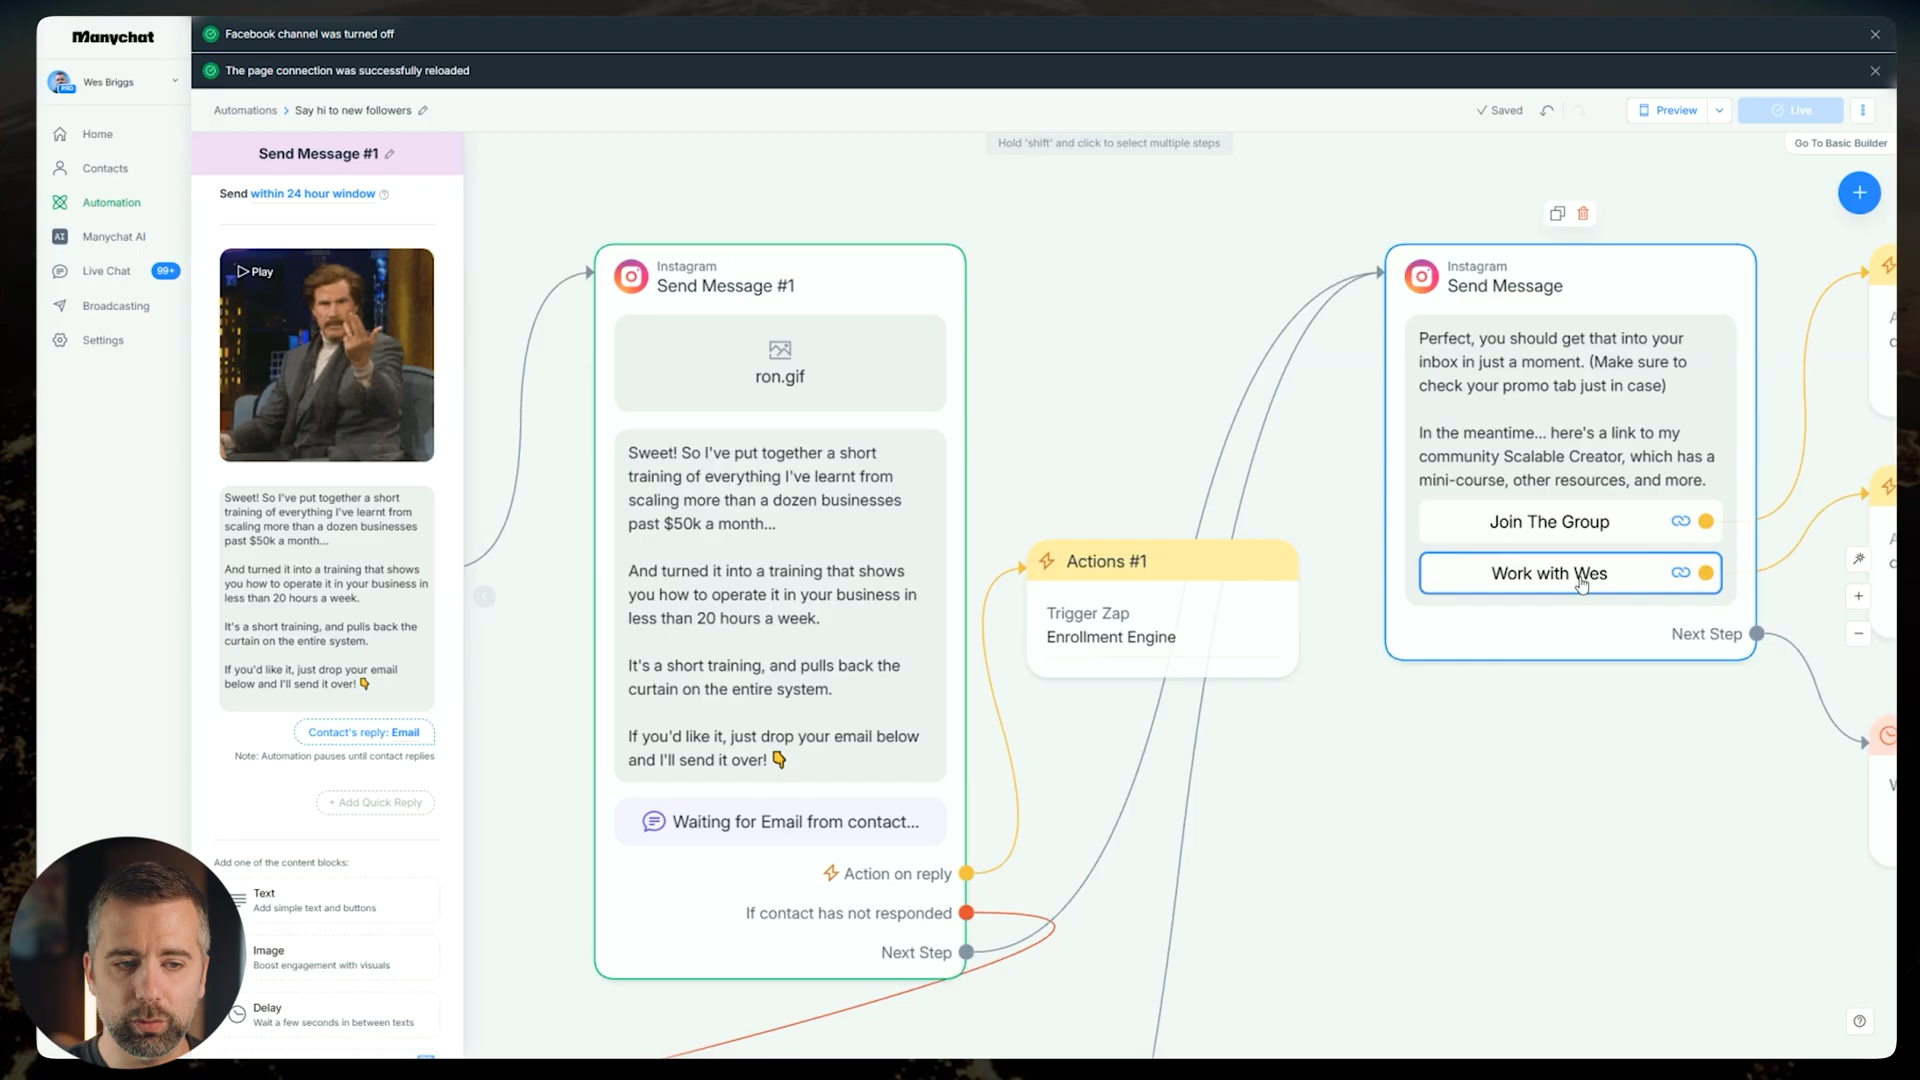 Manychat
Facebook channel was turned off
The page connection was successfully reloaded
Wes Briggs
PRO
Automations > Say hi to new followers
Saved
Preview
Live
Home
Contacts
Automation
AI Manychat AI
Live Chat 99+
Broadcasting
Settings
Send Message #1
Hold 'shift' and click to select multiple steps
Go To Basic Builder
Send within 24 hour window
Play
Sweet! So I've put together a short
training of everything I've learnt from
scaling more than a dozen businesses
past $50k a month...
And turned it into a training that shows
you how to operate it in your business in
less than 20 hours a week.
It's a short training, and pulls back the
curtain on the entire system.
If you'd like it, just drop your email
below and I'll send it over! 👇
Contact's reply: Email
Note: Automation pauses until contact replies
+ Add Quick Reply
Add one of the content blocks:
Text
Add simple text and buttons
Image
Boost engagement with visuals
Delay
Wait a few seconds in between texts
Instagram
Send Message #1
ron.gif
Sweet! So I've put together a short
training of everything I've learnt from
scaling more than a dozen businesses
past $50k a month...
And turned it into a training that shows
you how to operate it in your business in
less than 20 hours a week.
It's a short training, and pulls back the
curtain on the entire system.
If you'd like it, just drop your email below
and I'll send it over! 👇
Waiting for Email from contact...
Action on reply
If contact has not responded
Next Step
Actions #1
Trigger Zap
Enrollment Engine
Instagram
Send Message
Perfect, you should get that into your
inbox in just a moment. (Make sure to
check your promo tab just in case)
In the meantime... here's a link to my
community Scalable Creator, which has a
mini-course, other resources, and more.
Join The Group
Work with Wes
Next Step